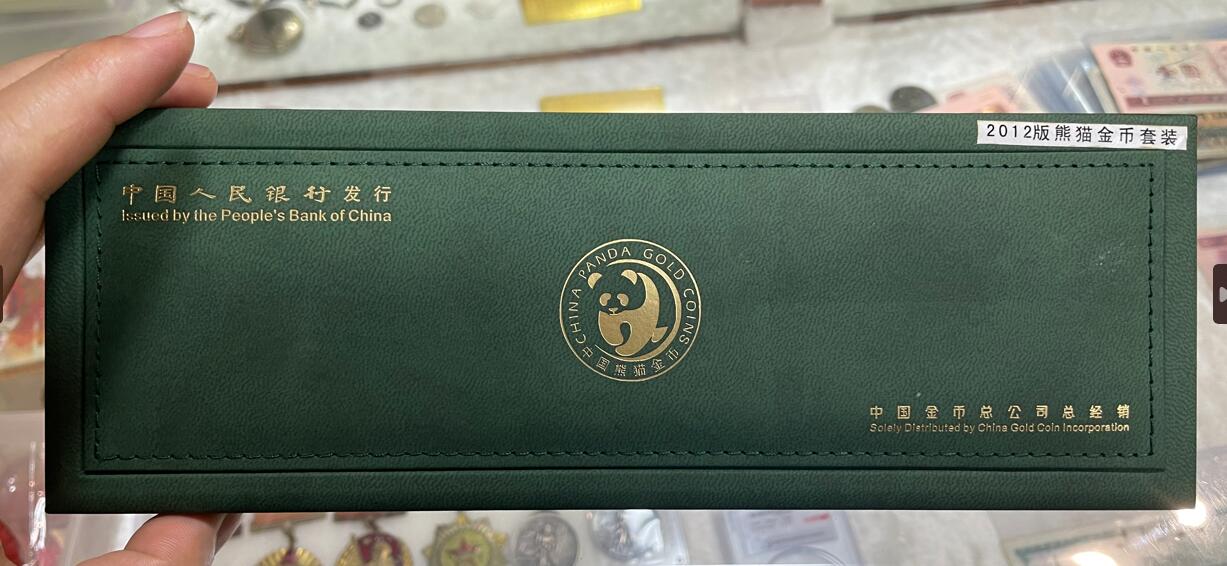 2012版熊猫金币套装
中国人民银行发行
Issued by the People's Bank of China
CHINA PANDA GOLD COINS
中国熊猫金币
中国金币总公司总经销
Solely Distributed by China Gold Coin Incorporation